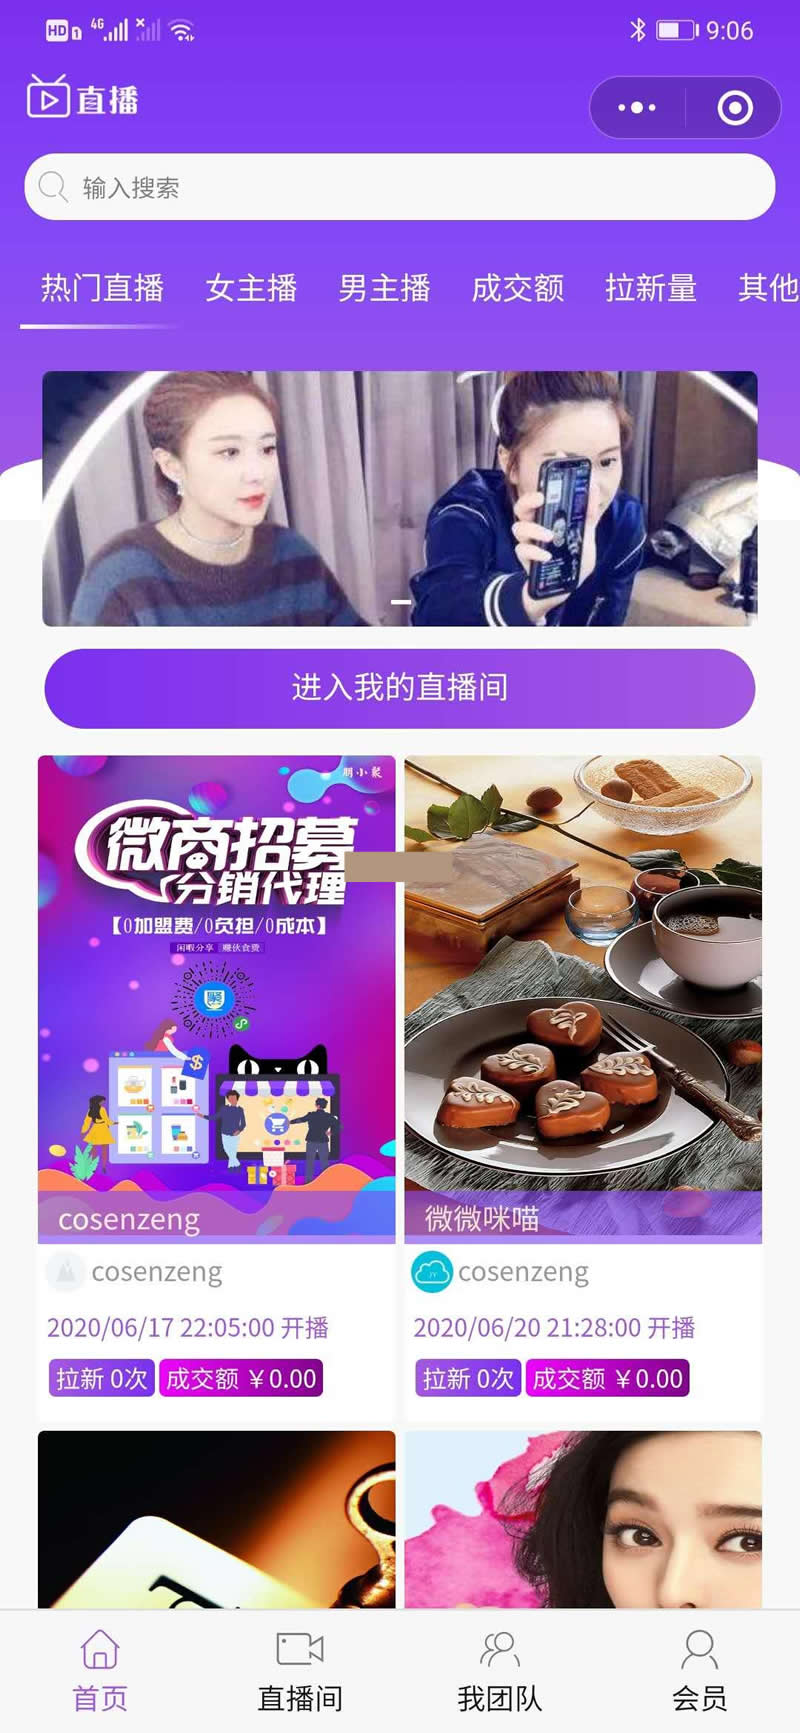 HD 1 4G 9:06
直播
输入搜索
热门直播 女主播 男主播 成交额 拉新量 其他
进入我的直播间
朋小聚
微商招募
分销代理
【0加盟费/0负担/0成本】
闲暇分享 赚伙食费
聚
$
cosenzeng
微微咪喵
cosenzeng
cosenzeng
2020/06/17 22:05:00 开播
2020/06/20 21:28:00 开播
拉新 0次 成交额 ￥0.00
拉新 0次 成交额 ￥0.00
首页 直播间 我团队 会员